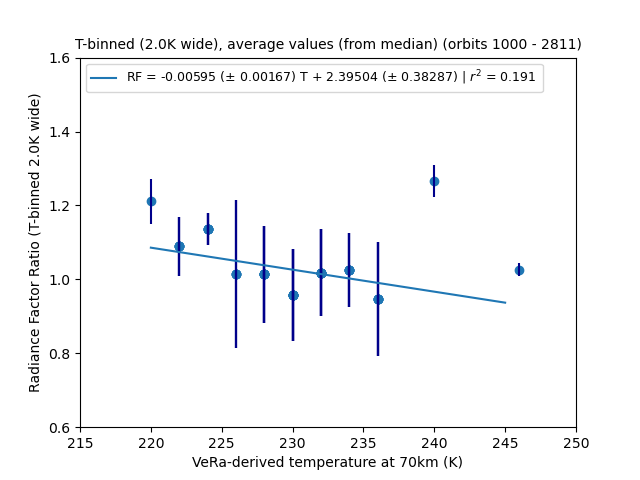 T-binned (2.0K wide), average values (from median) (orbits 1000 - 2811)
RF = -0.00595 (± 0.00167) T + 2.39504 (± 0.38287) | r² = 0.191
Radiance Factor Ratio (T-binned 2.0K wide)
1.6
1.4
1.2
1.0
0.8
0.6
215 220 225 230 235 240 245 250
VeRa-derived temperature at 70km (K)